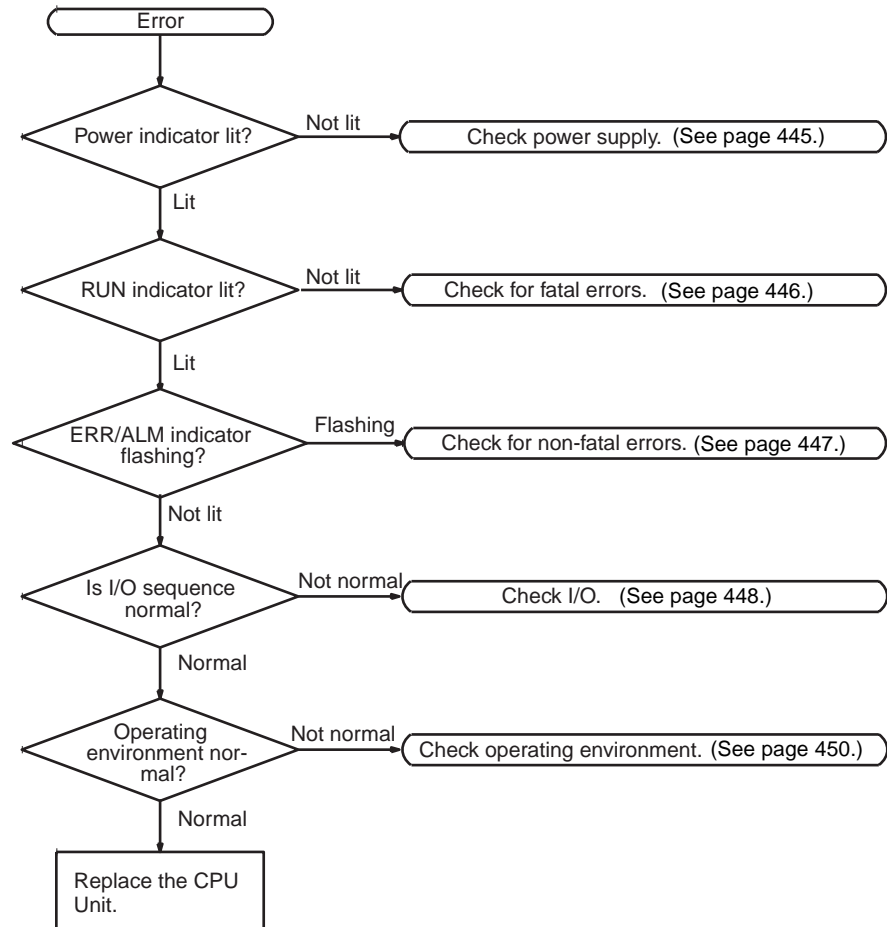 Error
Power indicator lit?
Not lit
Check power supply. (See page 445.)
Lit
RUN indicator lit?
Not lit
Check for fatal errors. (See page 446.)
Lit
ERR/ALM indicator
flashing?
Flashing
Check for non-fatal errors. (See page 447.)
Not lit
Is I/O sequence
normal?
Not normal
Check I/O. (See page 448.)
Normal
Operating
environment nor-
mal?
Not normal
Check operating environment. (See page 450.)
Normal
Replace the CPU
Unit.